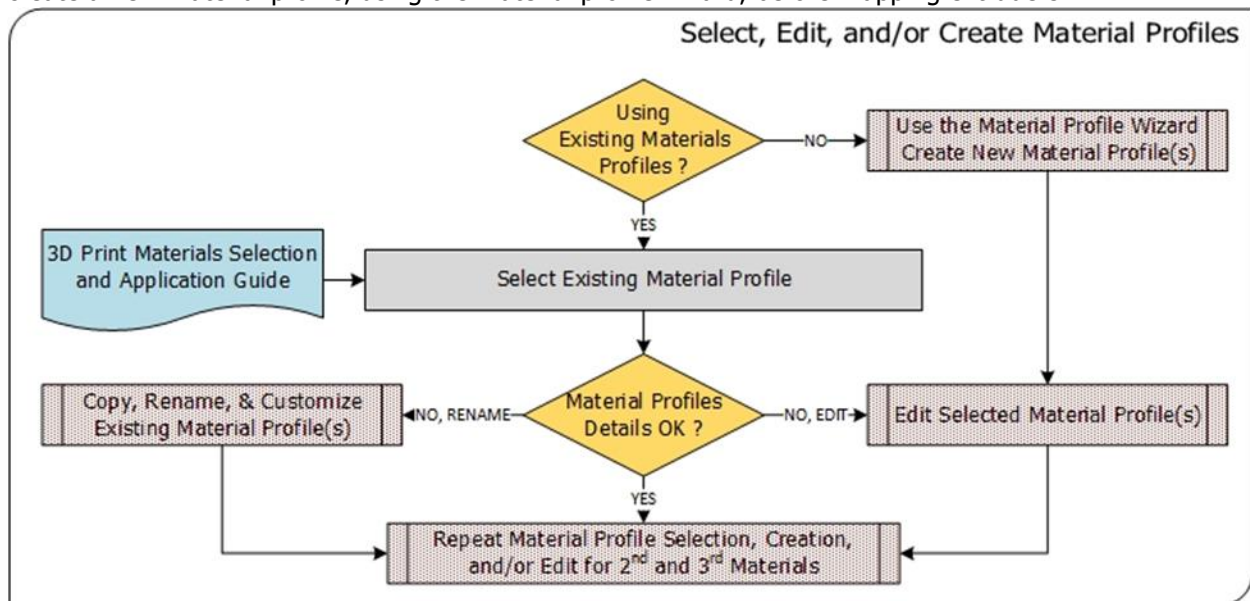 Select, Edit, and/or Create Material Profiles
Using
Existing Materials
Profiles ?
NO
Use the Material Profile Wizard
Create New Material Profile(s)
YES
3D Print Materials Selection
and Application Guide
Select Existing Material Profile
Copy, Rename, & Customize
Existing Material Profile(s)
NO, RENAME
Material Profiles
Details OK ?
NO, EDIT
Edit Selected Material Profile(s)
YES
Repeat Material Profile Selection, Creation,
and/or Edit for 2nd and 3rd Materials